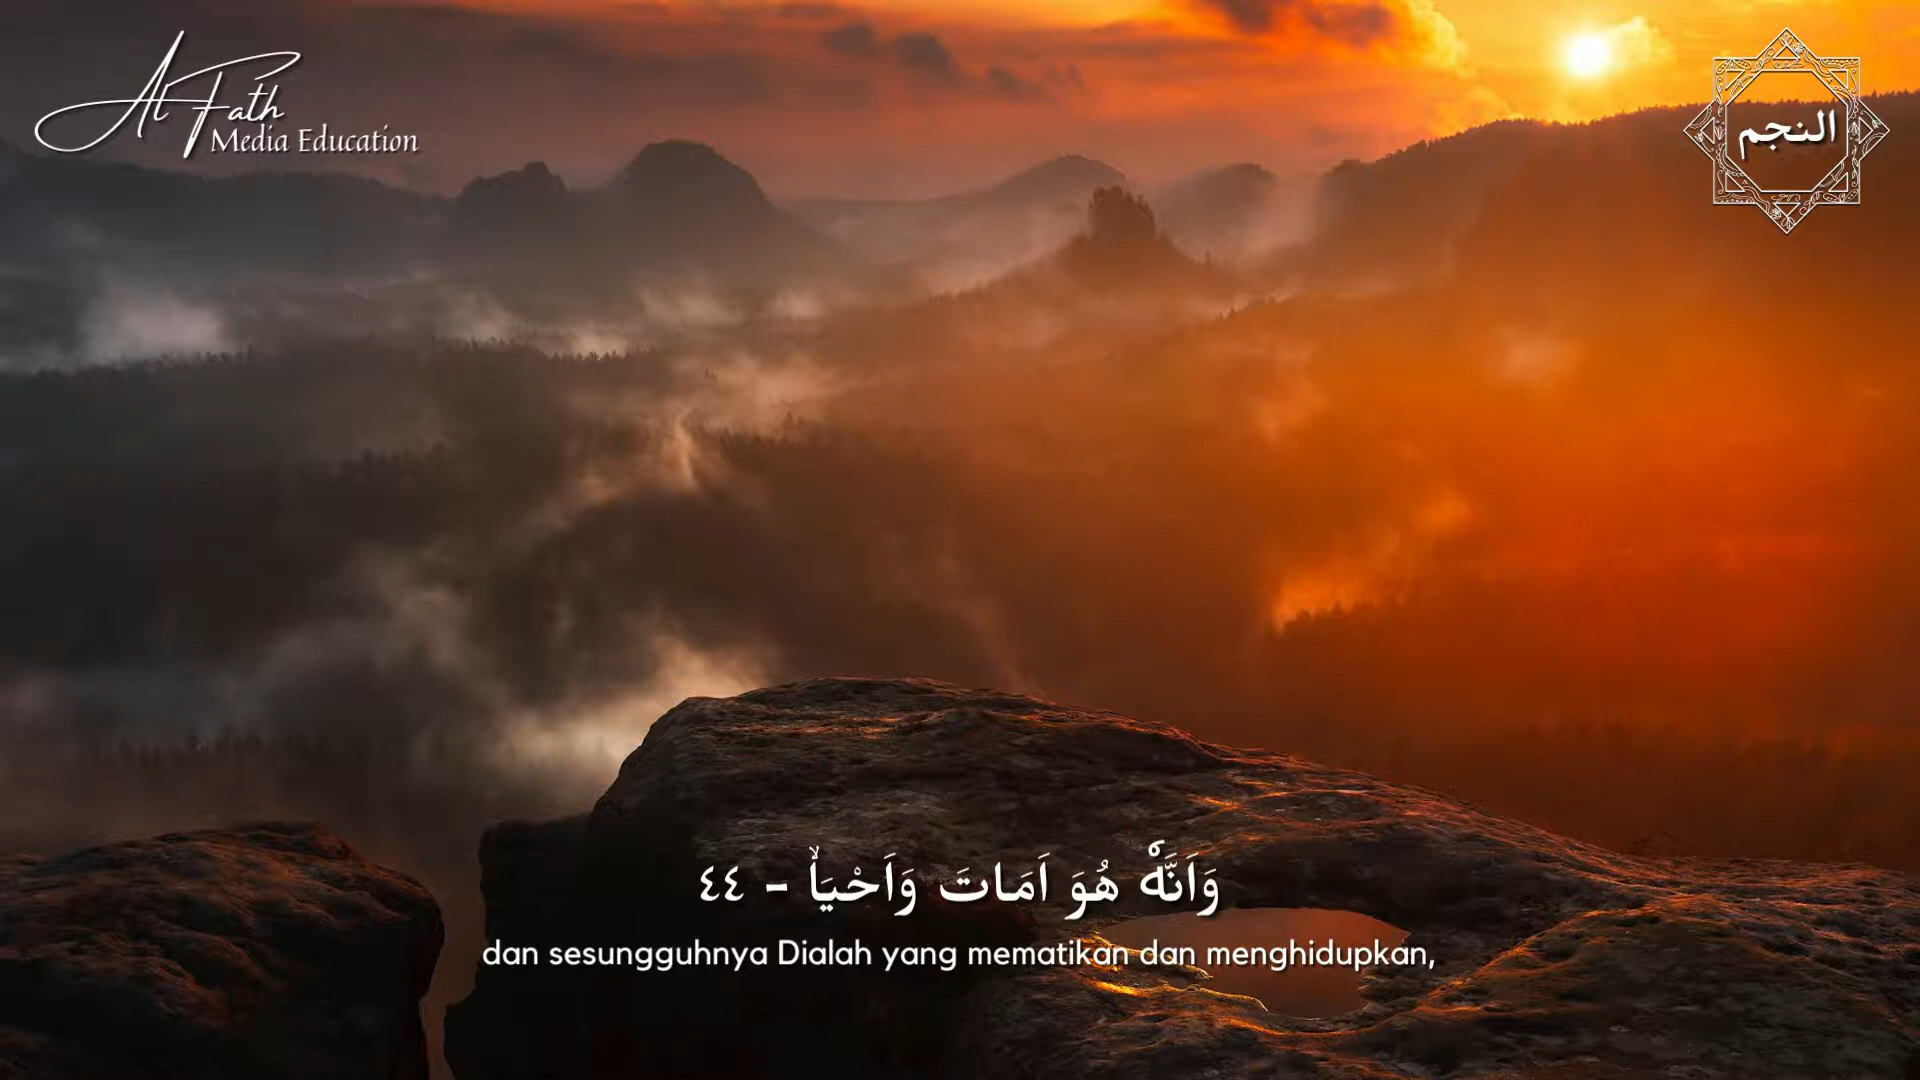 Al Fath
Media Education
النجم
وَاَنَّهٗ هُوَ اَمَاتَ وَاَحْيَاۙ - ٤٤
dan sesungguhnya Dialah yang mematikan dan menghidupkan,